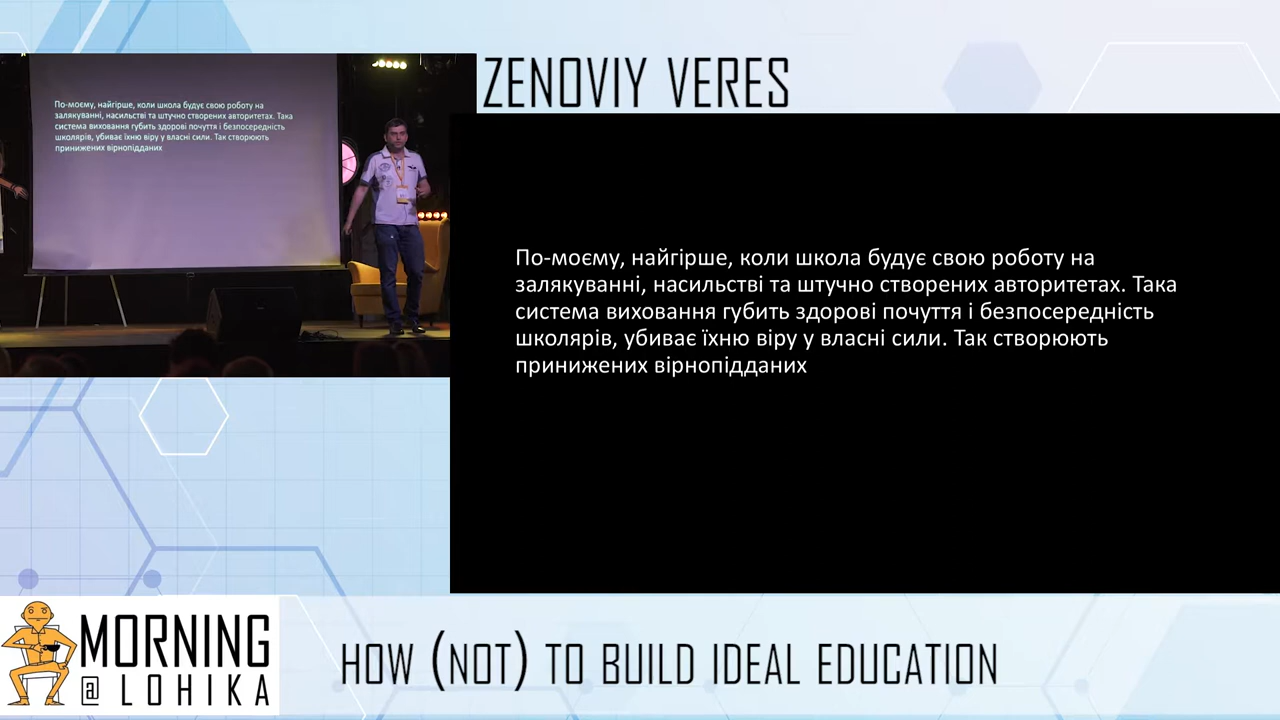 ZENOVIY VERES
По-моєму, найгірше, коли школа будує свою роботу на
залякуванні, насильстві та штучно створених авторитетах. Така
система виховання губить здорові почуття і безпосередність
школярів, убиває їхню віру у власні сили. Так створюють
принижених вірнопідданих
По-моєму, найгірше, коли школа будує свою роботу на
залякуванні, насильстві та штучно створених авторитетах. Така
система виховання губить здорові почуття і безпосередність
школярів, убиває їхню віру у власні сили. Так створюють
принижених вірнопідданих
MORNING
@ LOHIKA
HOW (NOT) TO BUILD IDEAL EDUCATION